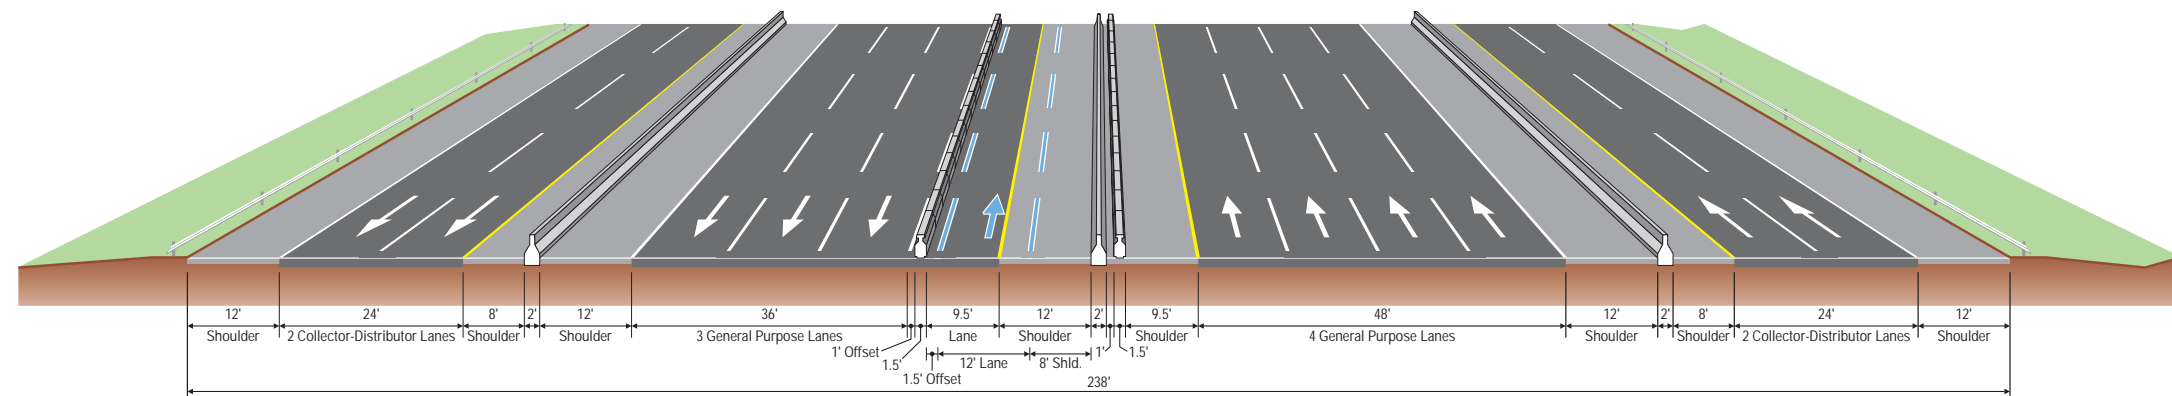 12' 24' 8' 2' 12' 36' 9.5' 12' 2' 9.5' 48' 12' 2' 8' 24' 12'
Shoulder 2 Collector-Distributor Lanes Shoulder Shoulder 3 General Purpose Lanes Lane Shoulder Shoulder 4 General Purpose Lanes Shoulder Shoulder 2 Collector-Distributor Lanes Shoulder
1' Offset 1' 1.5'
1.5' 12' Lane 8' Shld.
1.5' Offset
238'